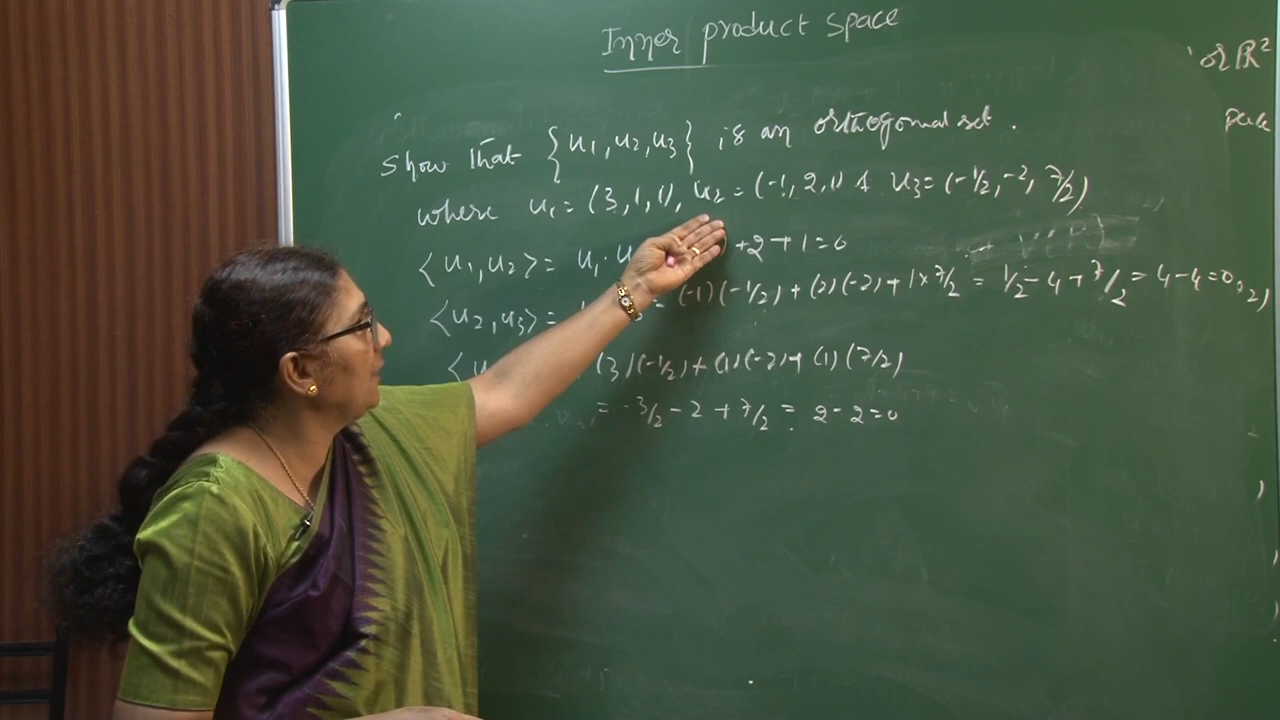 Inner product space
or ℝ²
show that {u₁, u₂, u₃} is an orthogonal set.
pace
where u₁ = (3, 1, 1), u₂ = (-1, 2, 1) & u₃ = (-1/2, -2, 7/2)
⟨u₁, u₂⟩ = u₁ · u +2+1=0
⟨u₂, u₃⟩ = = (-1)(-1/2) + (2)(-2) + 1×7/2 = 1/2 - 4 + 7/2 = 4-4=0
⟨u (3)(-1/2) + (1)(-2) + (1)(7/2)
= -3/2 - 2 + 7/2 = 2-2=0